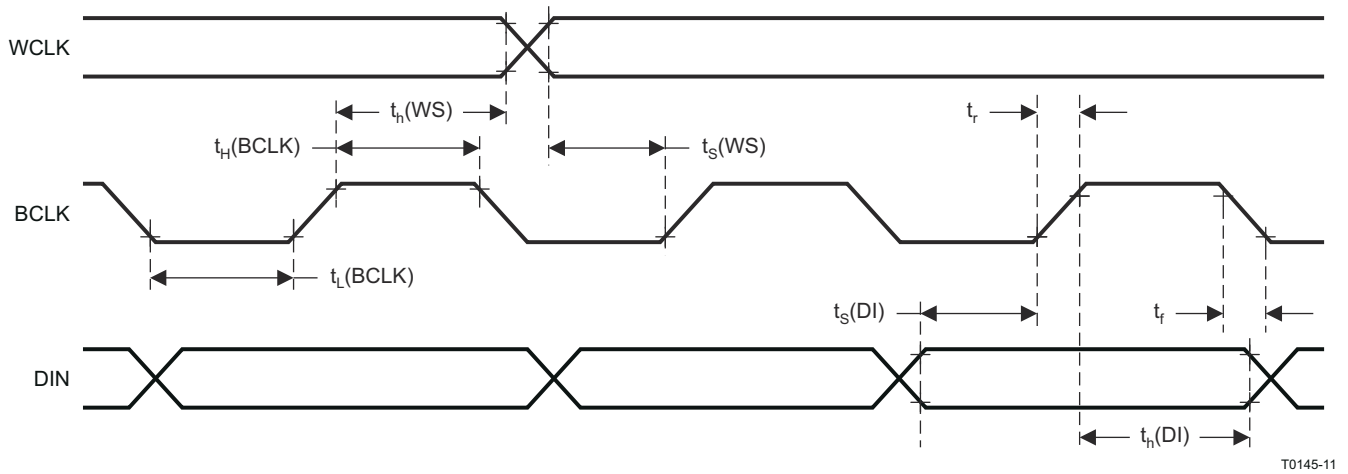 WCLK
t_h(WS)
t_r
t_H(BCLK)
t_S(WS)
BCLK
t_L(BCLK)
t_S(DI)
t_f
DIN
t_h(DI)
T0145-11